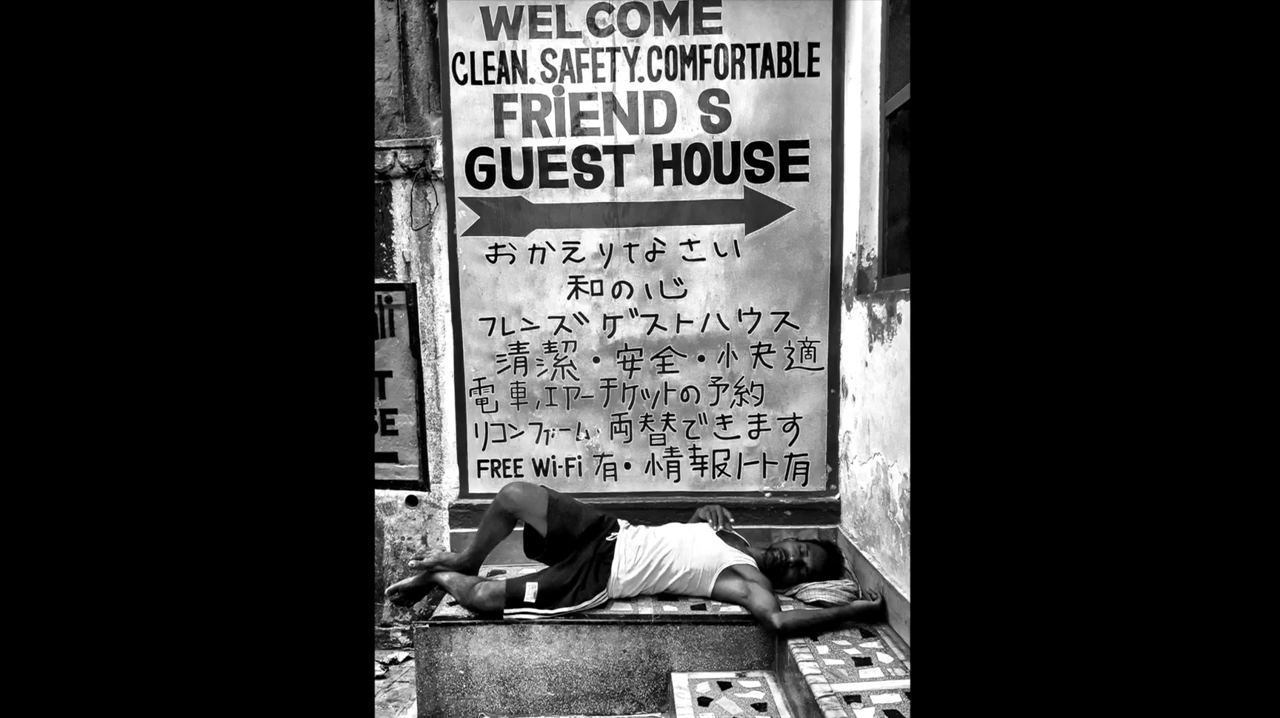 WELCOME
CLEAN. SAFETY. COMFORTABLE
FRiEND S
GUEST HOUSE
おかえりなさい
和の心
フレンズ ゲストハウス
清潔・安全・小夬適
電車,エアーチケットの予約
リコンファーム 両替できます
FREE Wi-Fi 有・情報ノート有
T
SE